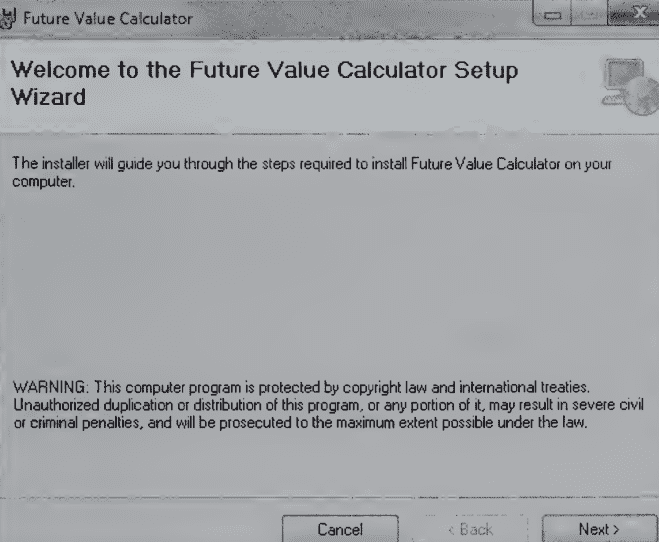 Future Value Calculator
Welcome to the Future Value Calculator Setup
Wizard
The installer will guide you through the steps required to install Future Value Calculator on your
computer.
WARNING: This computer program is protected by copyright law and international treaties.
Unauthorized duplication or distribution of this program, or any portion of it, may result in severe civil
or criminal penalties, and will be prosecuted to the maximum extent possible under the law.
Cancel
< Back
Next >